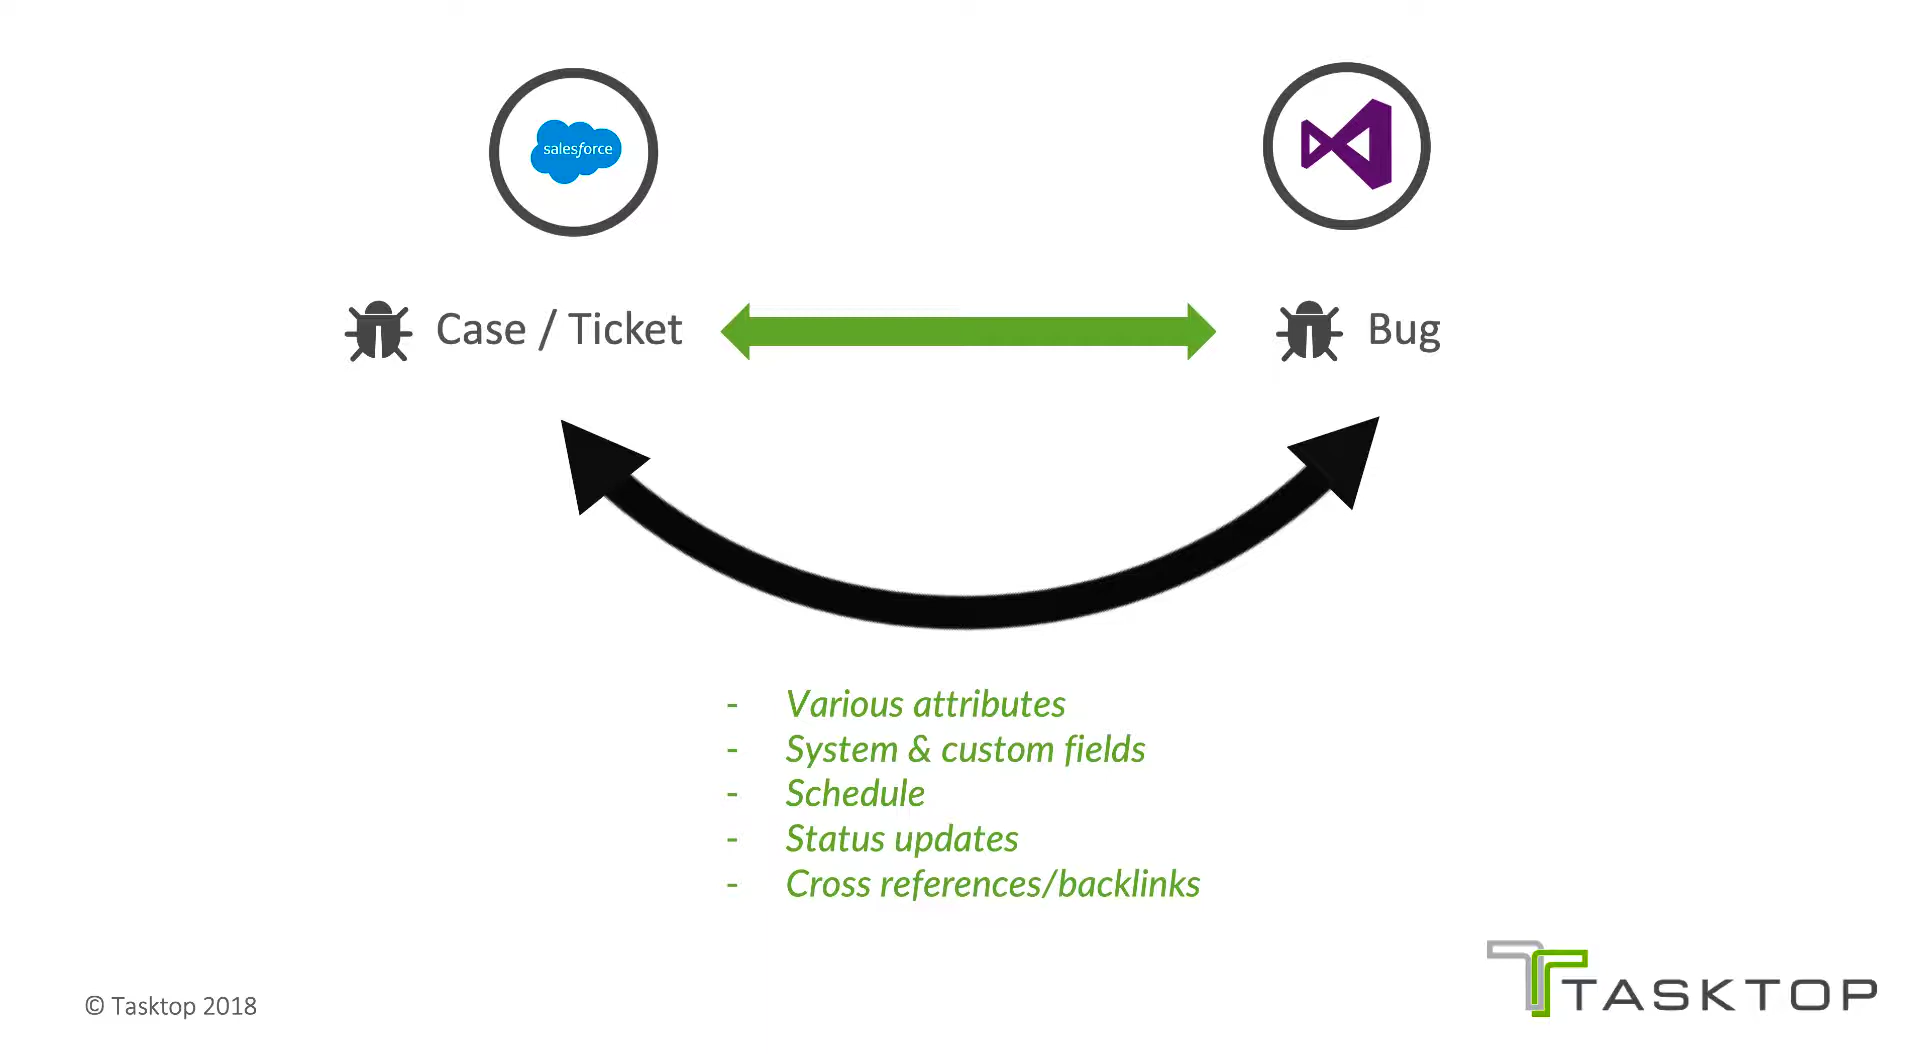 salesforce
Case / Ticket
Bug
- Various attributes
- System & custom fields
- Schedule
- Status updates
- Cross references/backlinks
© Tasktop 2018
TASKTOP